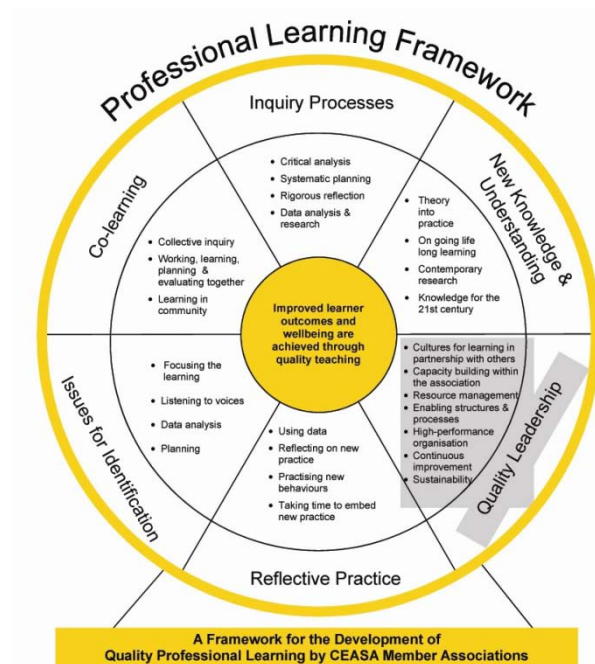 Professional Learning Framework
Inquiry Processes
• Critical analysis
• Systematic planning
• Rigorous reflection
• Data analysis &
research
New Knowledge &
Understanding
• Theory
into
practice
• On going life
long learning
• Contemporary
research
• Knowledge for the
21st century
Co-learning
• Collective inquiry
• Working, learning,
planning &
evaluating together
• Learning in
community
Improved learner
outcomes and
wellbeing are
achieved through
quality teaching
Quality Leadership
• Cultures for learning in
partnership with others
• Capacity building within
the association
• Resource management
• Enabling structures &
processes
• High-performance
organisation
• Continuous
improvement
• Sustainability
Issues for Identification
• Focusing the
learning
• Listening to voices
• Data analysis
• Planning
• Using data
• Reflecting on new
practice
• Practising new
behaviours
• Taking time to embed
new practice
Reflective Practice
A Framework for the Development of
Quality Professional Learning by CEASA Member Associations